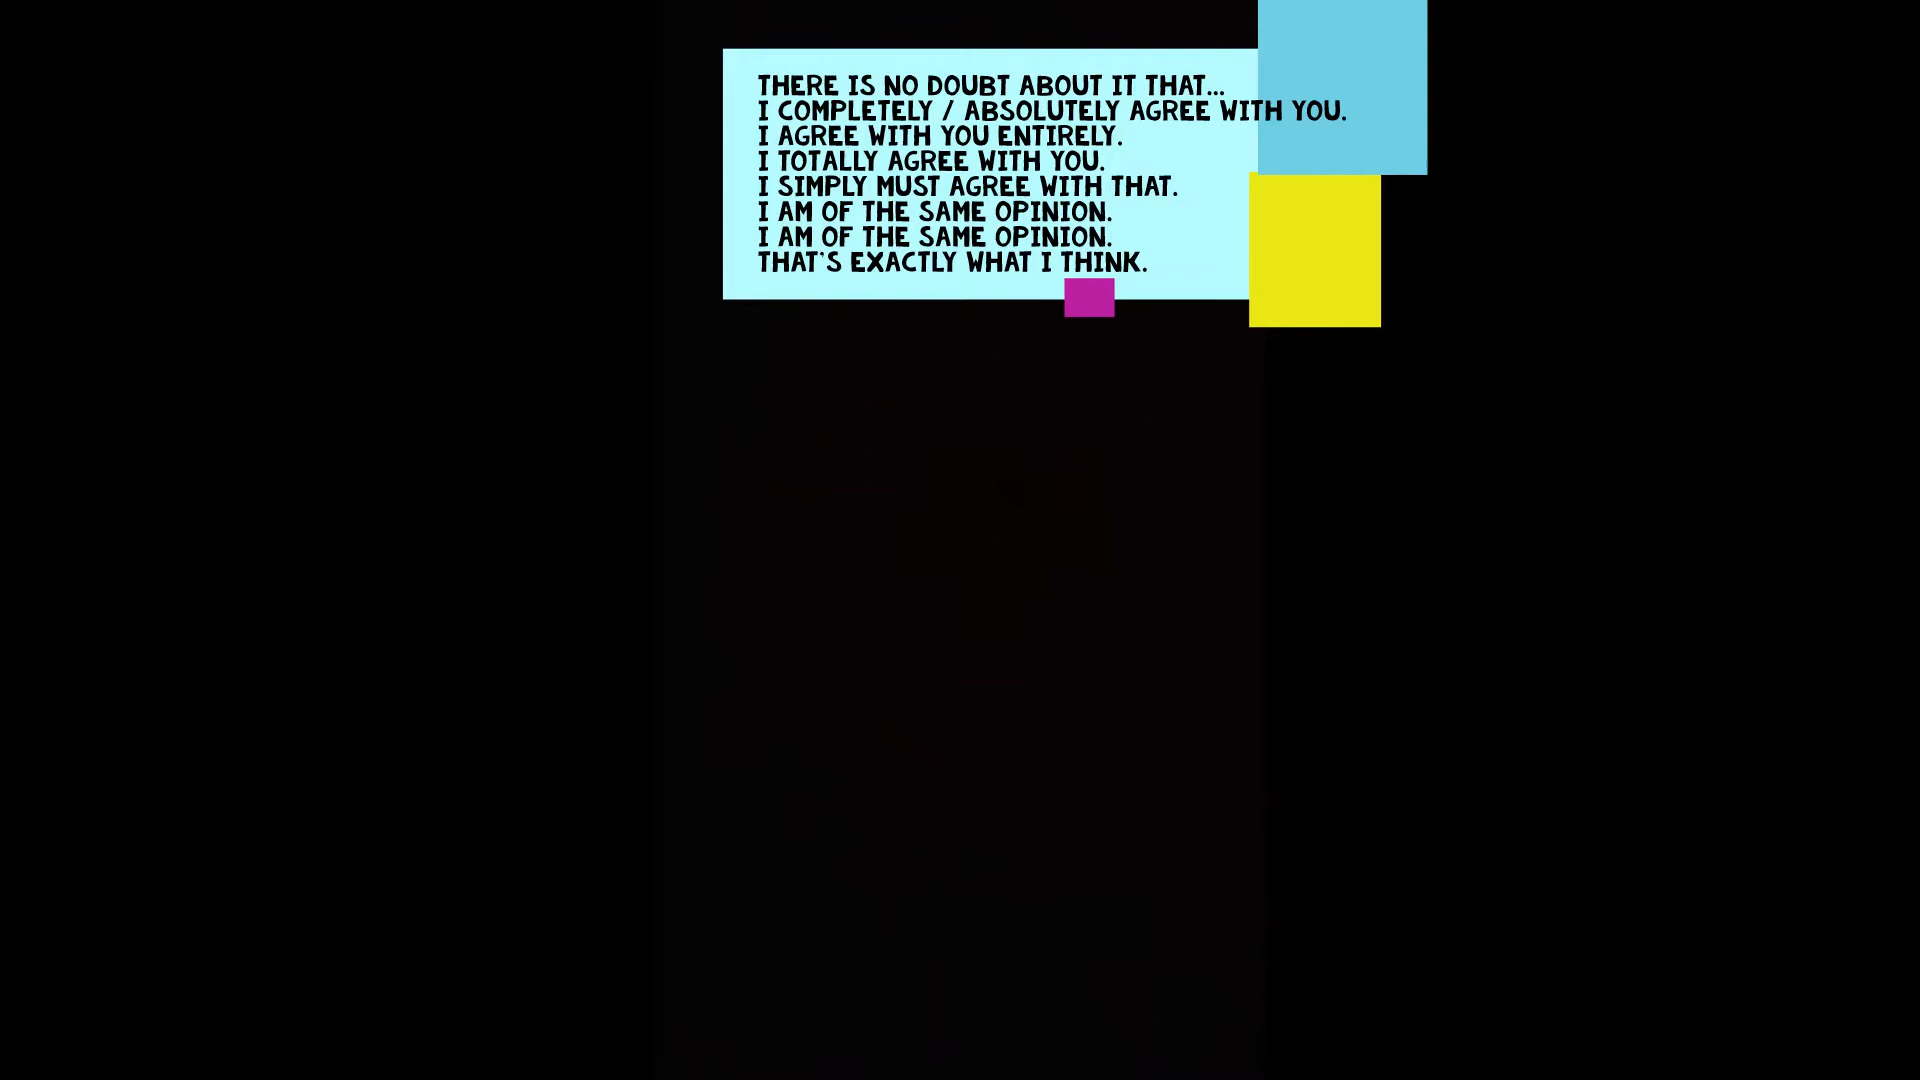 THERE IS NO DOUBT ABOUT IT THAT...
I COMPLETELY / ABSOLUTELY AGREE WITH YOU.
I AGREE WITH YOU ENTIRELY.
I TOTALLY AGREE WITH YOU.
I SIMPLY MUST AGREE WITH THAT.
I AM OF THE SAME OPINION.
I AM OF THE SAME OPINION.
THAT'S EXACTLY WHAT I THINK.